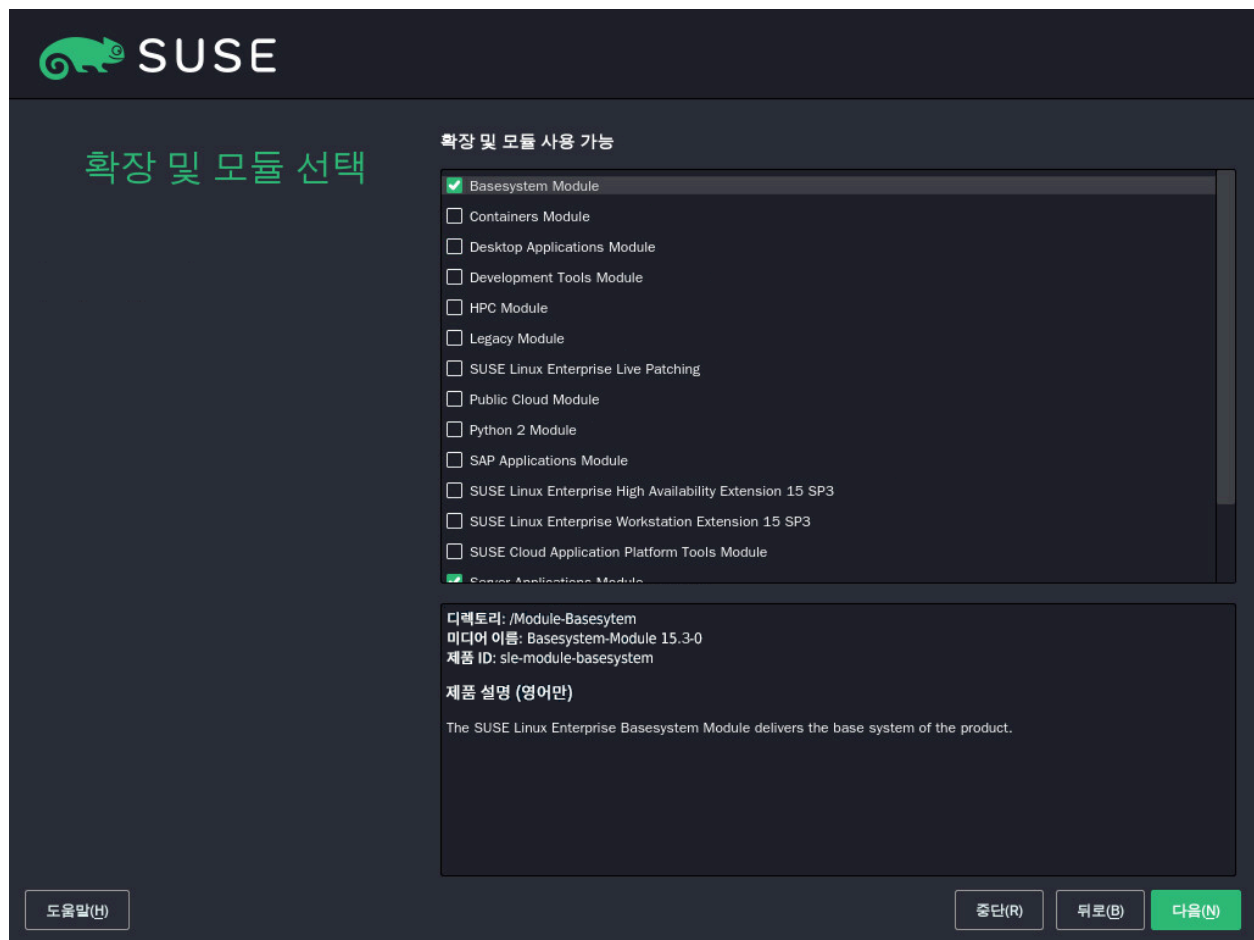 SUSE
확장 및 모듈 선택
확장 및 모듈 사용 가능
Basesystem Module
Containers Module
Desktop Applications Module
Development Tools Module
HPC Module
Legacy Module
SUSE Linux Enterprise Live Patching
Public Cloud Module
Python 2 Module
SAP Applications Module
SUSE Linux Enterprise High Availability Extension 15 SP3
SUSE Linux Enterprise Workstation Extension 15 SP3
SUSE Cloud Application Platform Tools Module
Server Applications Module
디렉토리: /Module-Basesytem
미디어 이름: Basesystem-Module 15.3-0
제품 ID: sle-module-basesystem
제품 설명 (영어만)
The SUSE Linux Enterprise Basesystem Module delivers the base system of the product.
도움말(H) 중단(R) 뒤로(B) 다음(N)